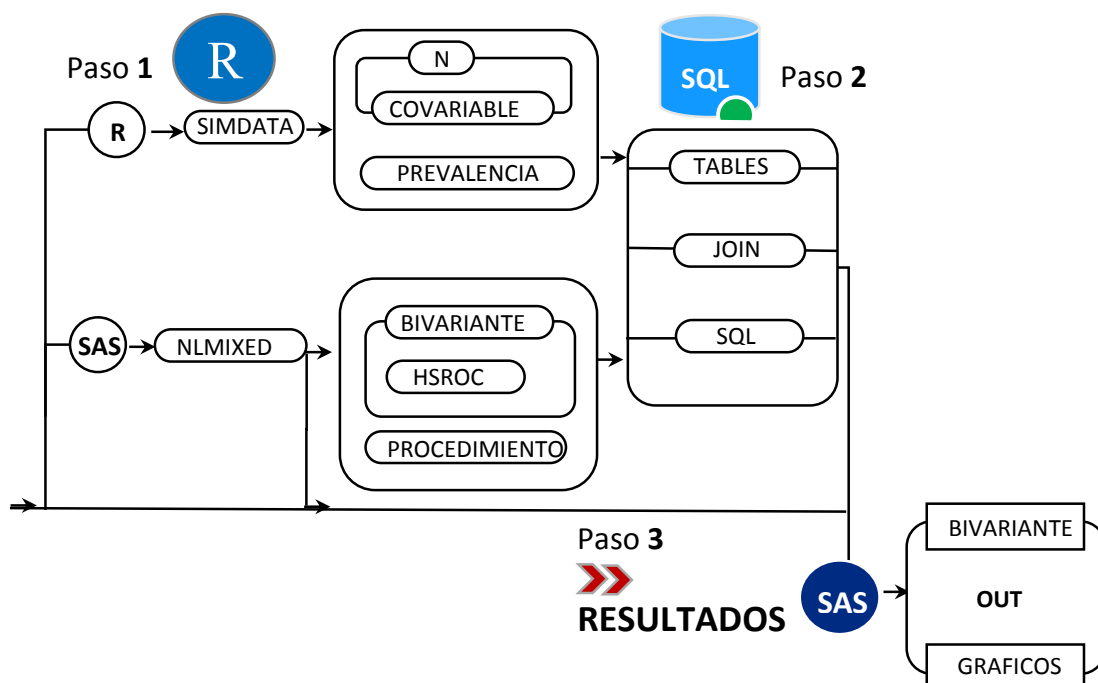 Paso 1
R
N
SQL
Paso 2
COVARIABLE
R
SIMDATA
PREVALENCIA
TABLES
JOIN
BIVARIANTE
SAS
NLMIXED
SQL
HSROC
PROCEDIMIENTO
Paso 3
RESULTADOS
SAS
BIVARIANTE
OUT
GRAFICOS